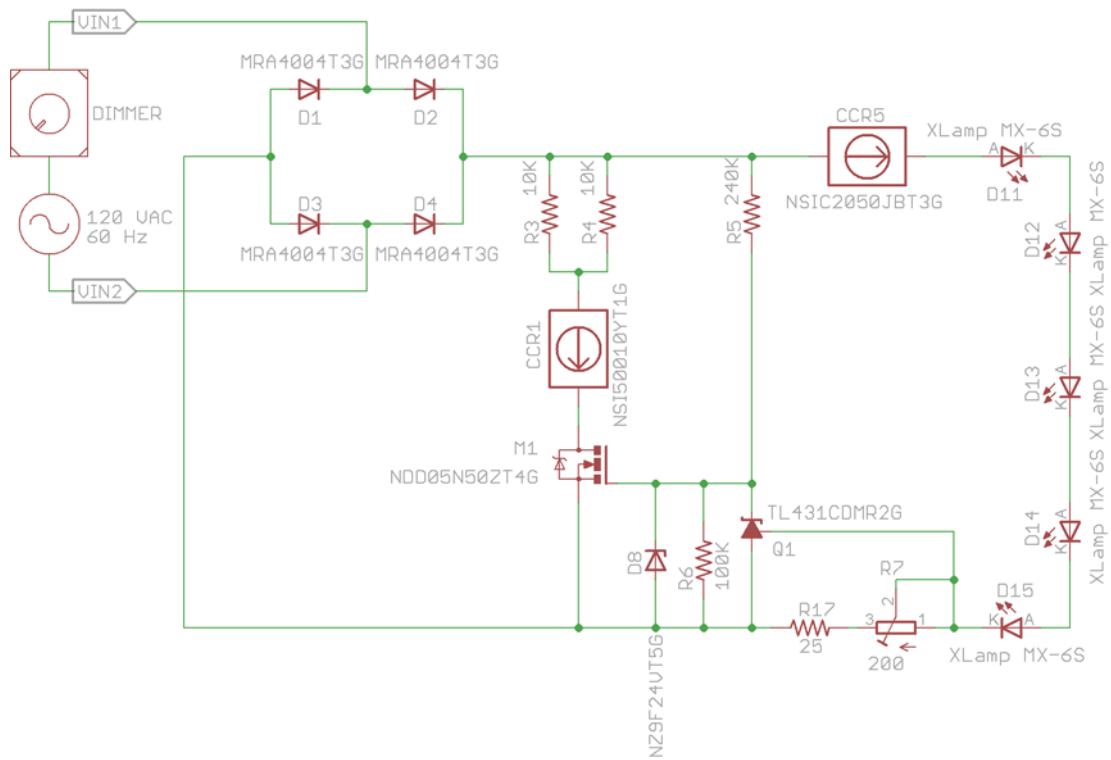 VIN1
MRA4004T3G
MRA4004T3G
D1
D2
DIMMER
CCR5
XLamp MX-6S
A
K
D11
NSIC2050JBT3G
10K
10K
240K
R3
R4
R5
D3
D4
120 VAC
60 Hz
MRA4004T3G
MRA4004T3G
VIN2
D12
A
K
XLamp MX-6S
CCR1
NSI50010YT1G
D13
A
K
XLamp MX-6S
M1
NDD05N50ZT4G
TL431CDMR2G
Q1
D14
A
K
XLamp MX-6S
D8
R6
100K
R7
2
D15
R17
25
3
1
200
K
A
XLamp MX-6S
NZ9F24VT5G